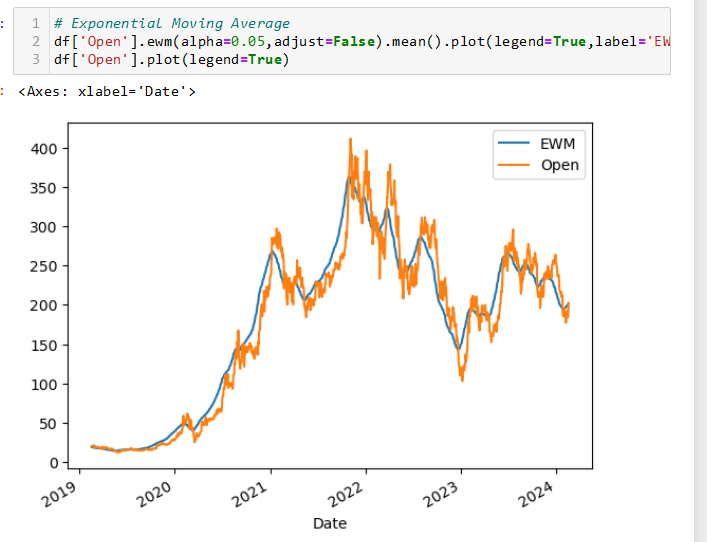 1 # Exponential Moving Average
2 df['Open'].ewm(alpha=0.05,adjust=False).mean().plot(legend=True,label='EW
3 df['Open'].plot(legend=True)
<Axes: xlabel='Date'>
EWM
Open
400
350
300
250
200
150
100
50
0
2019 2020 2021 2022 2023 2024
Date